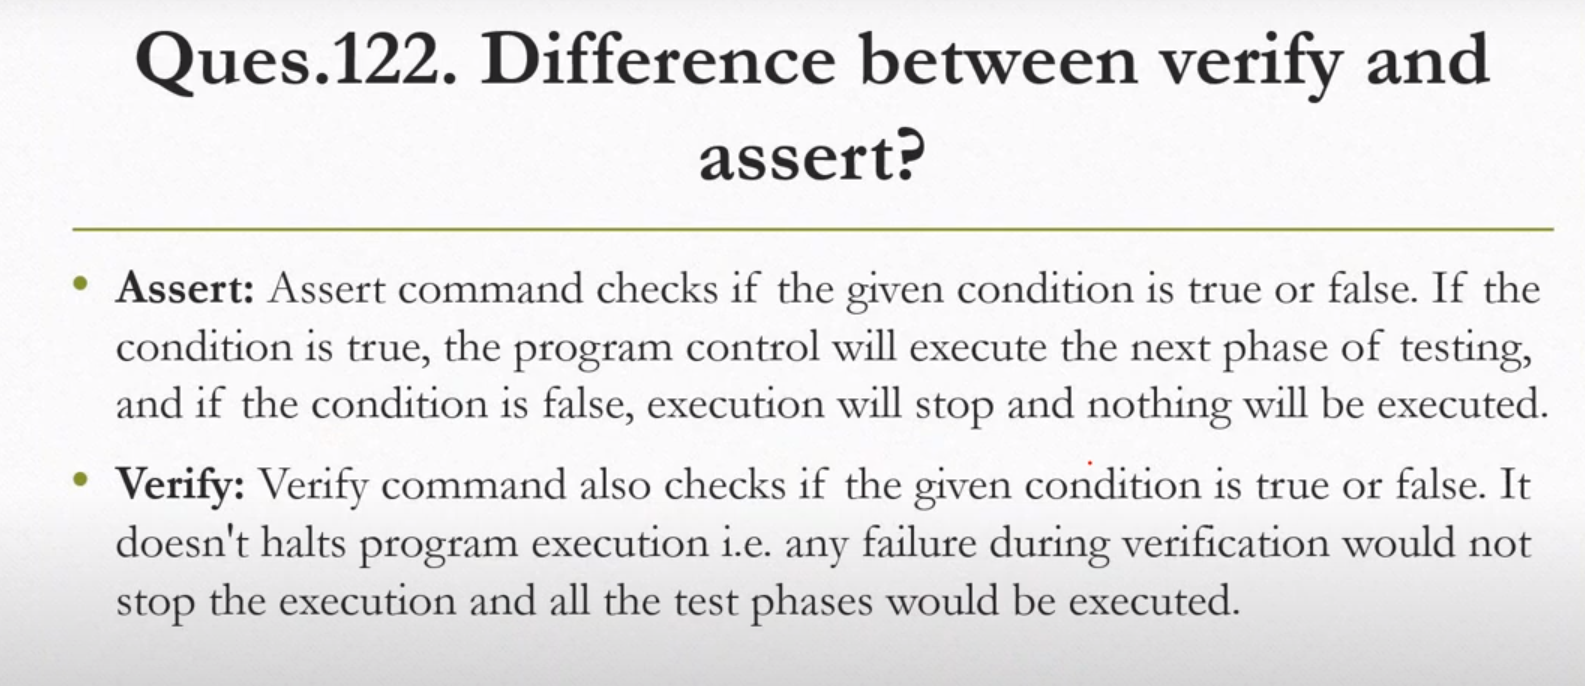 Ques.122. Difference between verify and
assert?
• Assert: Assert command checks if the given condition is true or false. If the
condition is true, the program control will execute the next phase of testing,
and if the condition is false, execution will stop and nothing will be executed.
• Verify: Verify command also checks if the given condition is true or false. It
doesn't halts program execution i.e. any failure during verification would not
stop the execution and all the test phases would be executed.